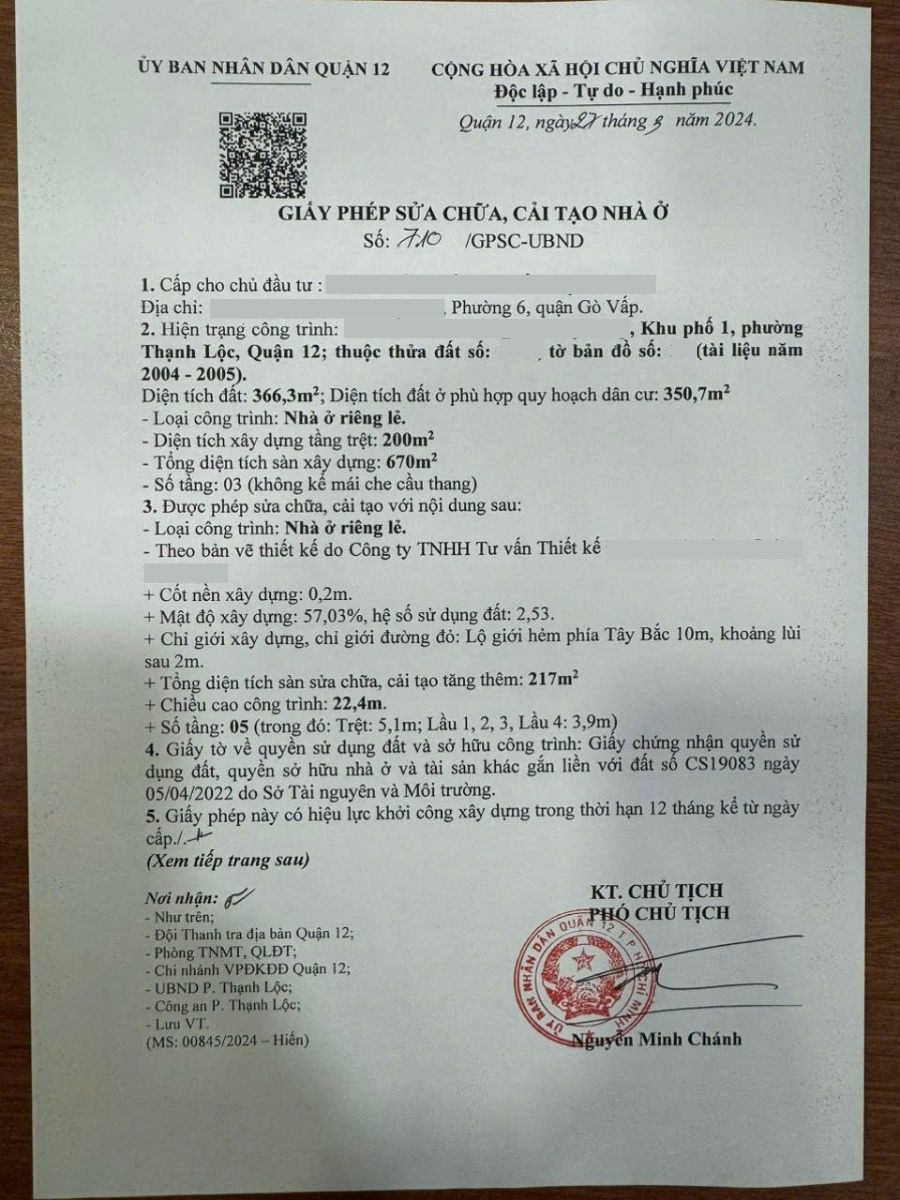 ỦY BAN NHÂN DÂN QUẬN 12
CỘNG HÒA XÃ HỘI CHỦ NGHĨA VIỆT NAM
Độc lập - Tự do - Hạnh phúc
Quận 12, ngày 27 tháng 3 năm 2024.
GIẤY PHÉP SỬA CHỮA, CẢI TẠO NHÀ Ở
Số: 710 /GPSC-UBND
1. Cấp cho chủ đầu tư :
Địa chỉ: , Phường 6, quận Gò Vấp.
2. Hiện trạng công trình: , Khu phố 1, phường
Thạnh Lộc, Quận 12; thuộc thửa đất số: , tờ bản đồ số: (tài liệu năm
2004 - 2005).
Diện tích đất: 366,3m²; Diện tích đất ở phù hợp quy hoạch dân cư: 350,7m²
- Loại công trình: Nhà ở riêng lẻ.
- Diện tích xây dựng tầng trệt: 200m²
- Tổng diện tích sàn xây dựng: 670m²
- Số tầng: 03 (không kể mái che cầu thang)
3. Được phép sửa chữa, cải tạo với nội dung sau:
- Loại công trình: Nhà ở riêng lẻ.
- Theo bản vẽ thiết kế do Công ty TNHH Tư vấn Thiết kế
+ Cốt nền xây dựng: 0,2m.
+ Mật độ xây dựng: 57,03%, hệ số sử dụng đất: 2,53.
+ Chỉ giới xây dựng, chỉ giới đường đỏ: Lộ giới hẻm phía Tây Bắc 10m, khoảng lùi
sau 2m.
+ Tổng diện tích sàn sửa chữa, cải tạo tăng thêm: 217m²
+ Chiều cao công trình: 22,4m.
+ Số tầng: 05 (trong đó: Trệt: 5,1m; Lầu 1, 2, 3, Lầu 4: 3,9m)
4. Giấy tờ về quyền sử dụng đất và sở hữu công trình: Giấy chứng nhận quyền sử
dụng đất, quyền sở hữu nhà ở và tài sản khác gắn liền với đất số CS19083 ngày
05/04/2022 do Sở Tài nguyên và Môi trường.
5. Giấy phép này có hiệu lực khởi công xây dựng trong thời hạn 12 tháng kể từ ngày
cấp./.
(Xem tiếp trang sau)
Nơi nhận:
- Như trên;
- Đội Thanh tra địa bàn Quận 12;
- Phòng TNMT, QLĐT;
- Chi nhánh VPĐKĐĐ Quận 12;
- UBND P. Thạnh Lộc;
- Công an P. Thạnh Lộc;
- Lưu VT.
(MS: 00845/2024 – Hiến)
KT. CHỦ TỊCH
PHÓ CHỦ TỊCH
ỦY BAN NHÂN DÂN QUẬN 12 T.P HỒ CHÍ MINH
Nguyễn Minh Chánh